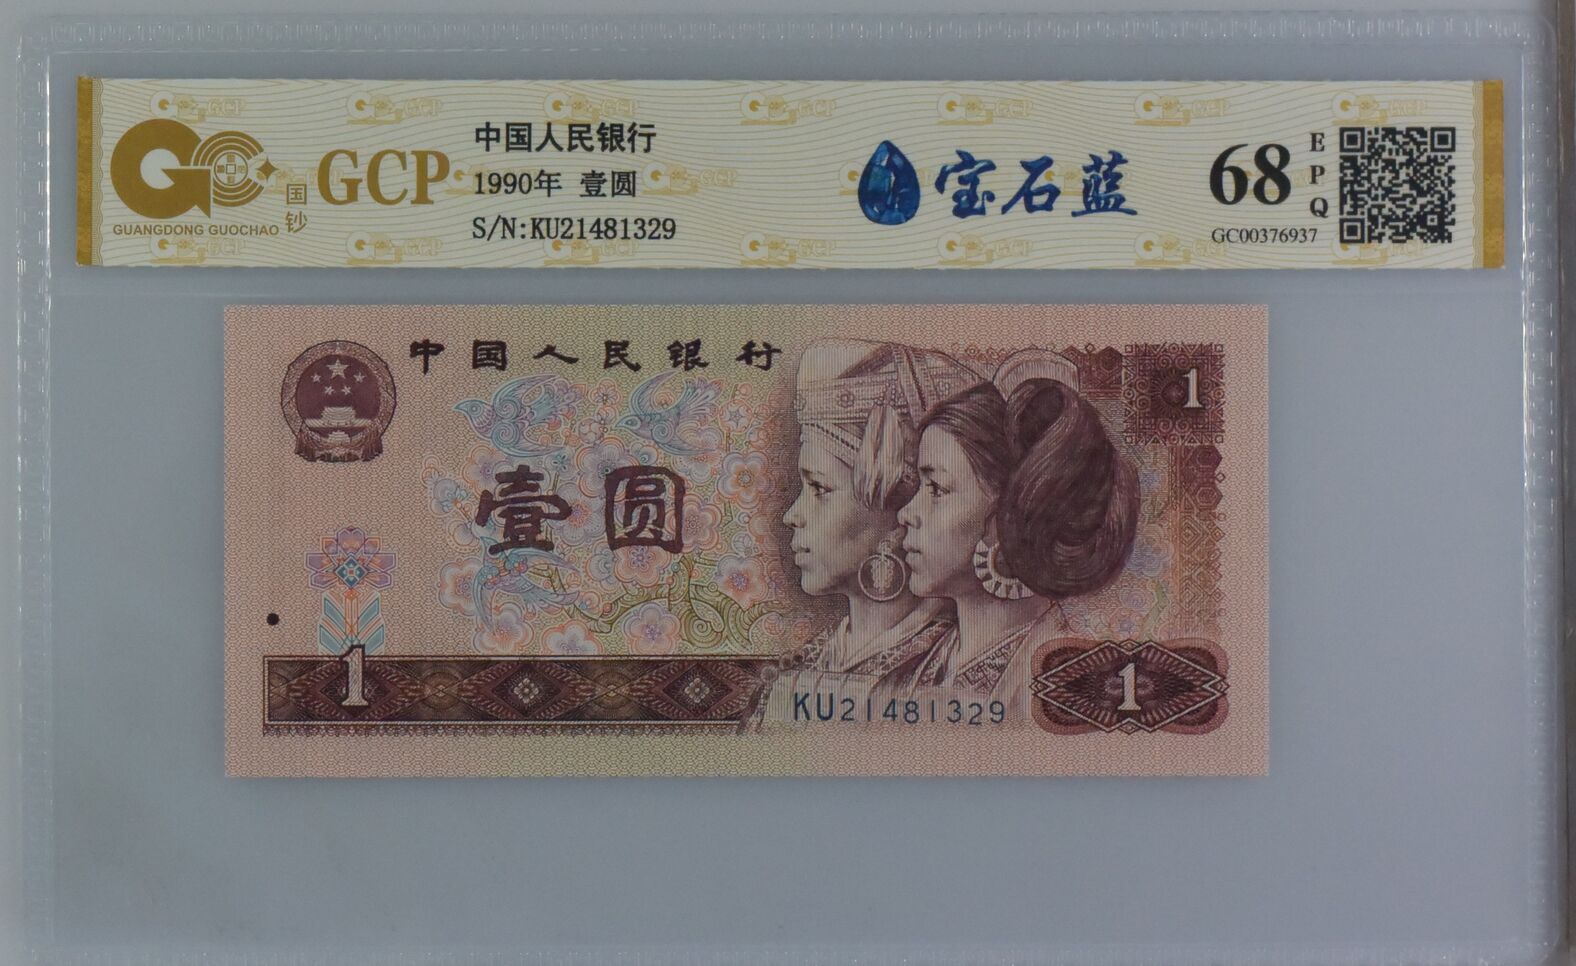 GCP
GUANGDONG GUOCHAO
国钞
中国人民银行
1990年 壹圆
S/N:KU21481329
宝石蓝
68
EPQ
GC00376937
中国人民银行
1
壹圆
1
KU21481329
1